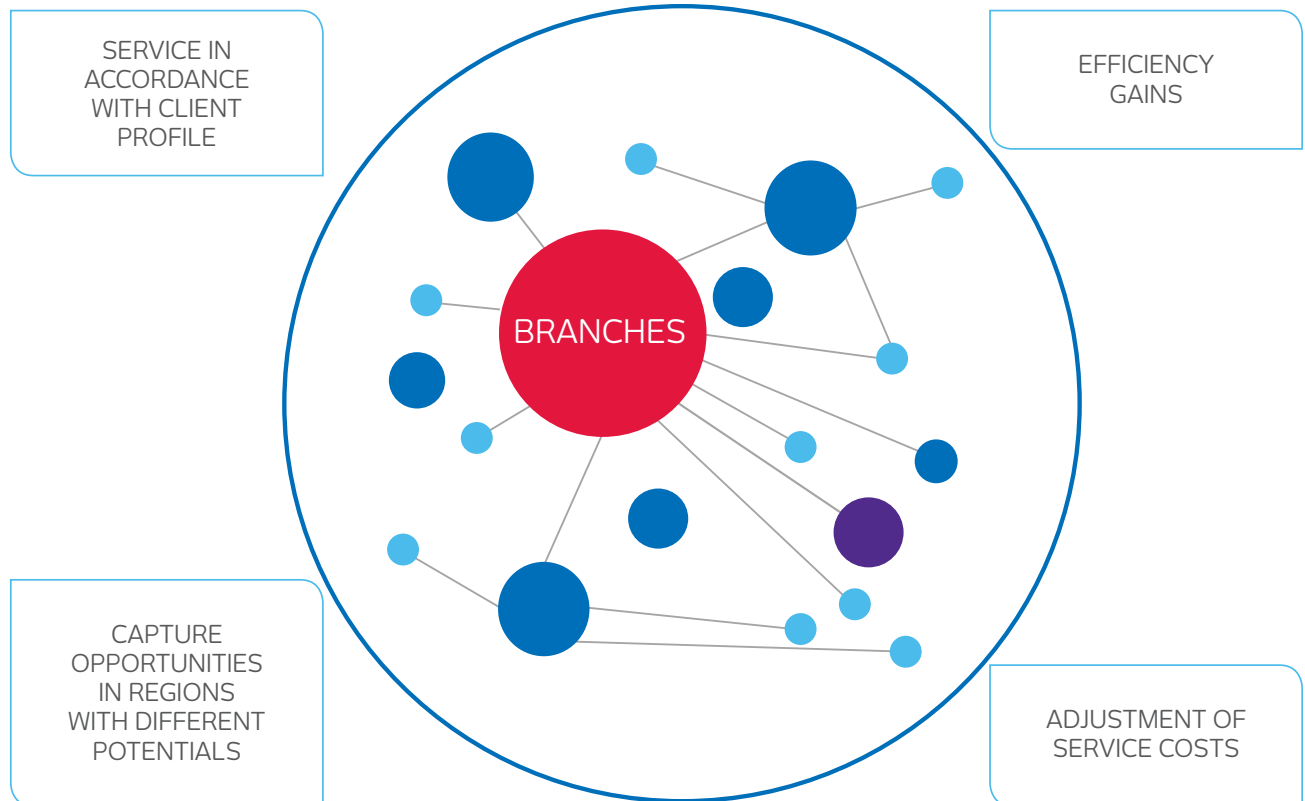 SERVICE IN
ACCORDANCE
WITH CLIENT
PROFILE
EFFICIENCY
GAINS
BRANCHES
CAPTURE
OPPORTUNITIES
IN REGIONS
WITH DIFFERENT
POTENTIALS
ADJUSTMENT OF
SERVICE COSTS